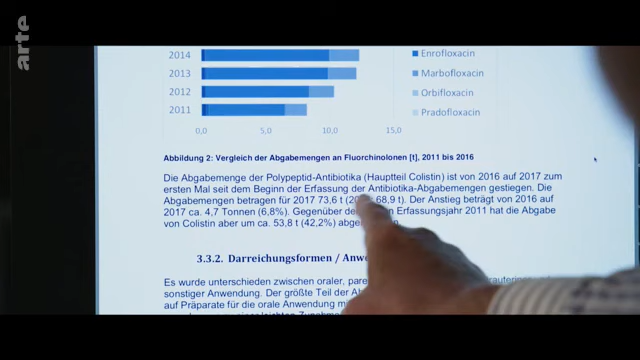 arte
2014
Enrofloxacin
2013
Marbofloxacin
2012
Orbifloxacin
2011
Pradofloxacin
0,0 5,0 10,0 15,0
Abbildung 2: Vergleich der Abgabemengen an Fluorchinolonen [t], 2011 bis 2016
Die Abgabemenge der Polypeptid-Antibiotika (Hauptteil Colistin) ist von 2016 auf 2017 zum
ersten Mal seit dem Beginn der Erfassung der Antibiotika-Abgabemengen gestiegen. Die
Abgabemengen betragen für 2017 73,6 t 68,9 t). Der Anstieg beträgt von 2016 auf
2017 ca. 4,7 Tonnen (6,8%). Gegenüber Erfassungsjahr 2011 hat die Abgabe
von Colistin aber um ca. 53,8 t (42,2%)
3.3.2. Darreichungsformen /
Es wurde unterschieden zwischen oraler,
sonstiger Anwendung. Der größte Teil der
auf Präparate für die orale Anwendung